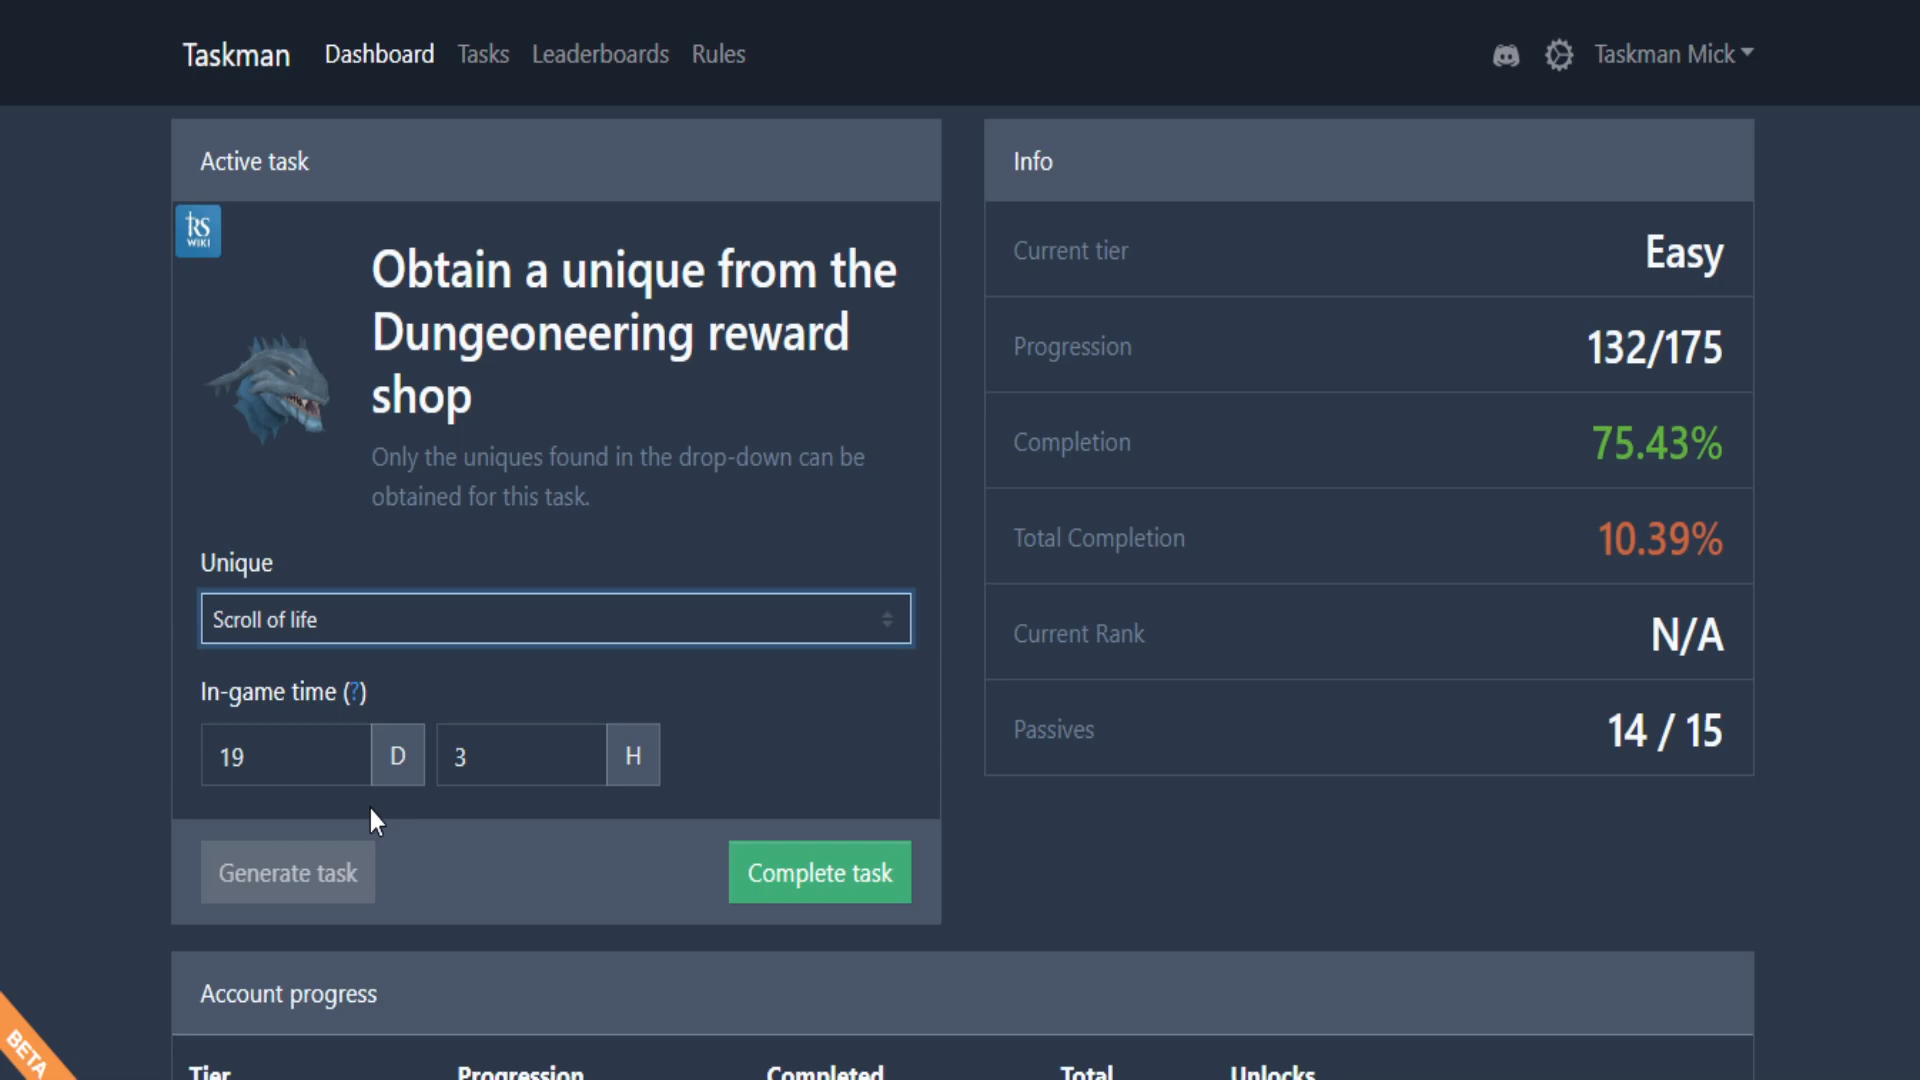 Taskman Dashboard Tasks Leaderboards Rules Taskman Mick
Active task
RS
WIKI
Obtain a unique from the
Dungeoneering reward
shop
Only the uniques found in the drop-down can be
obtained for this task.
Unique
Scroll of life
In-game time (?)
19 D 3 H
Generate task Complete task
Info
Current tier Easy
Progression 132/175
Completion 75.43%
Total Completion 10.39%
Current Rank N/A
Passives 14 / 15
Account progress
Tier Progression Completed Total Unlocks
BETA